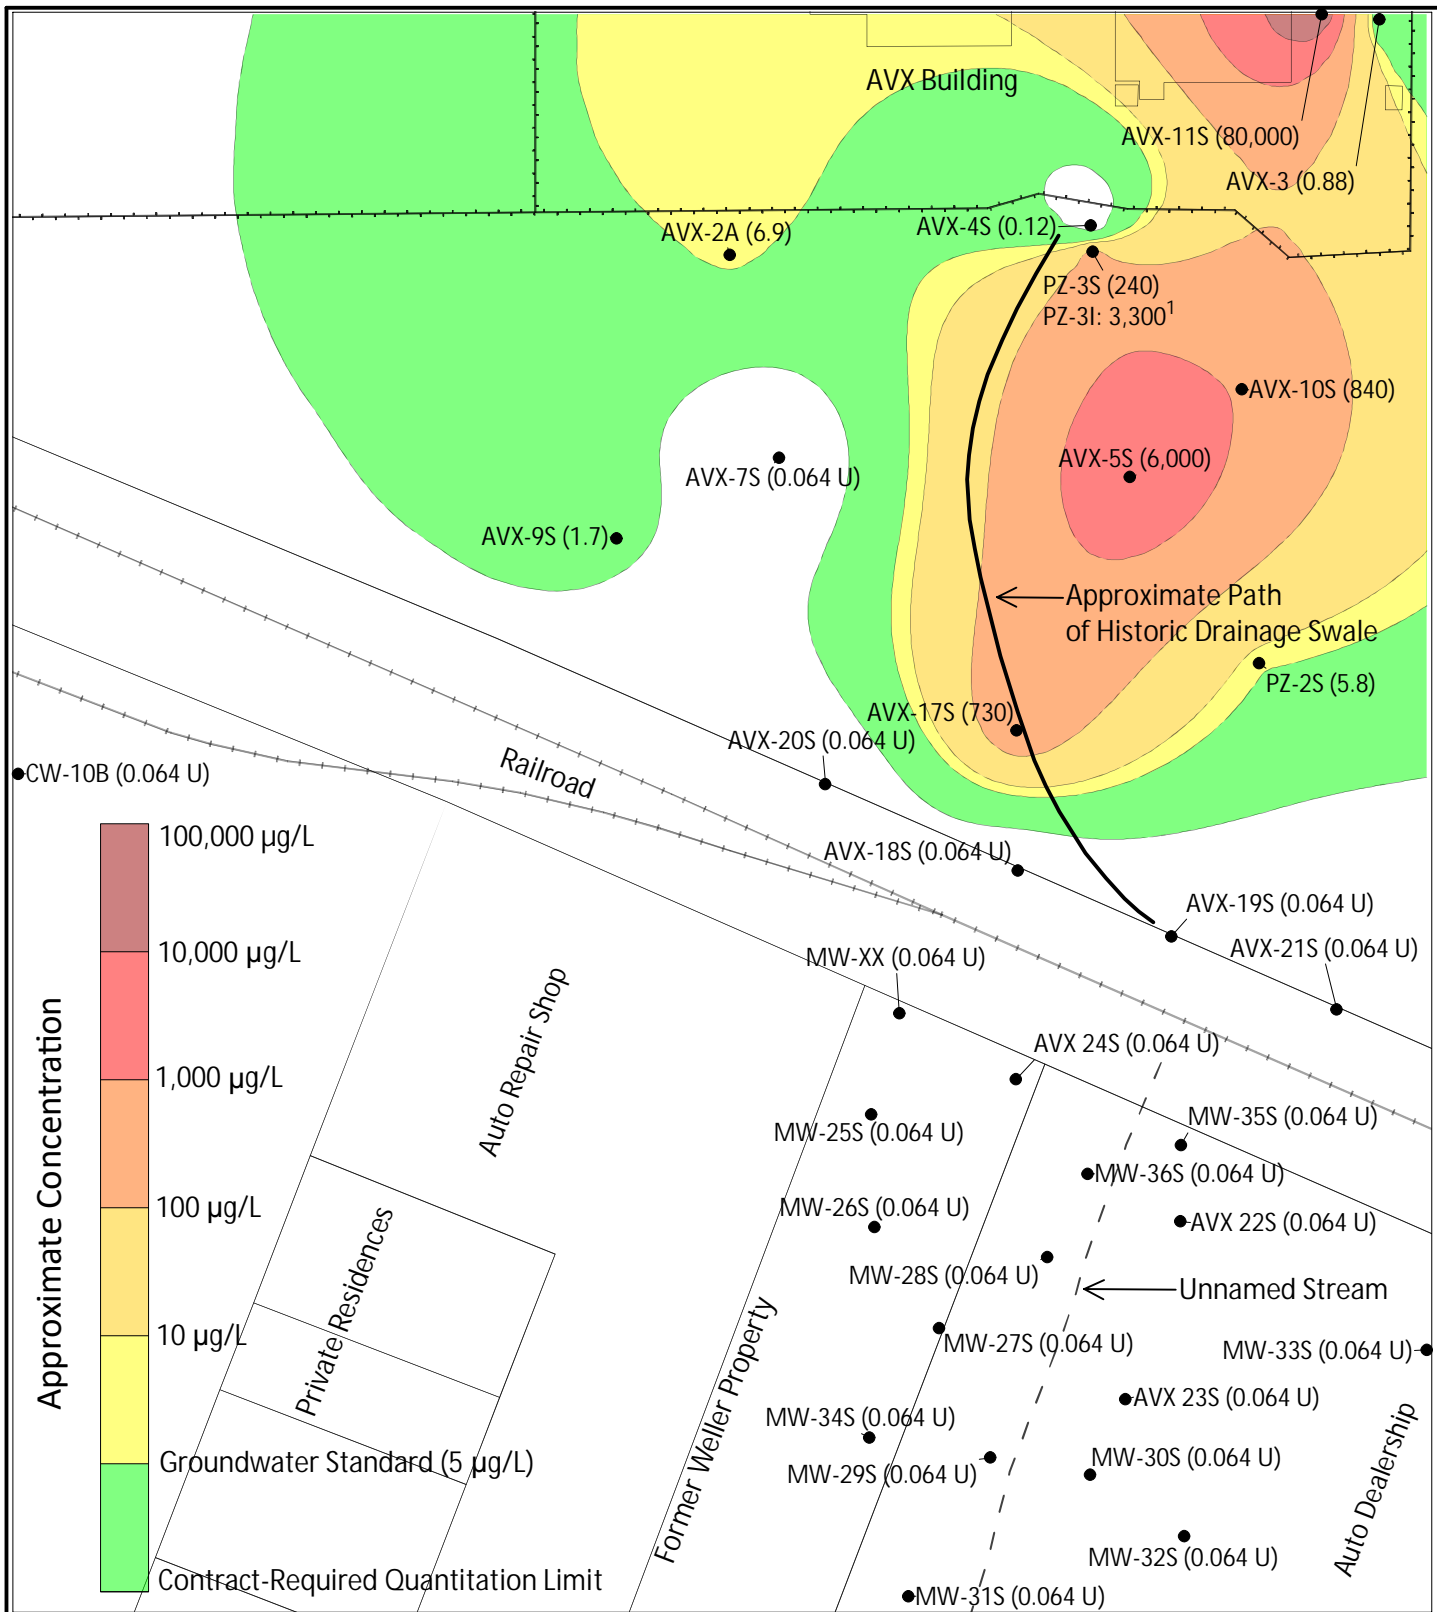 AVX Building
AVX-11S (80,000)
AVX-3 (0.88)
AVX-2A (6.9)
AVX-4S (0.12)
PZ-3S (240)
PZ-3I: 3,300¹
AVX-10S (840)
AVX-5S (6,000)
AVX-7S (0.064 U)
AVX-9S (1.7)
Approximate Path
of Historic Drainage Swale
PZ-2S (5.8)
AVX-17S (730)
AVX-20S (0.064 U)
Railroad
CW-10B (0.064 U)
AVX-18S (0.064 U)
AVX-19S (0.064 U)
AVX-21S (0.064 U)
MW-XX (0.064 U)
AVX 24S (0.064 U)
MW-25S (0.064 U)
MW-35S (0.064 U)
MW-36S (0.064 U)
MW-26S (0.064 U)
AVX 22S (0.064 U)
MW-28S (0.064 U)
Unnamed Stream
MW-27S (0.064 U)
MW-33S (0.064 U)
AVX 23S (0.064 U)
MW-34S (0.064 U)
MW-29S (0.064 U)
MW-30S (0.064 U)
MW-32S (0.064 U)
MW-31S (0.064 U)
Auto Repair Shop
Private Residences
Former Weller Property
Auto Dealership
Approximate Concentration
100,000 µg/L
10,000 µg/L
1,000 µg/L
100 µg/L
10 µg/L
Groundwater Standard (5 µg/L)
Contract-Required Quantitation Limit